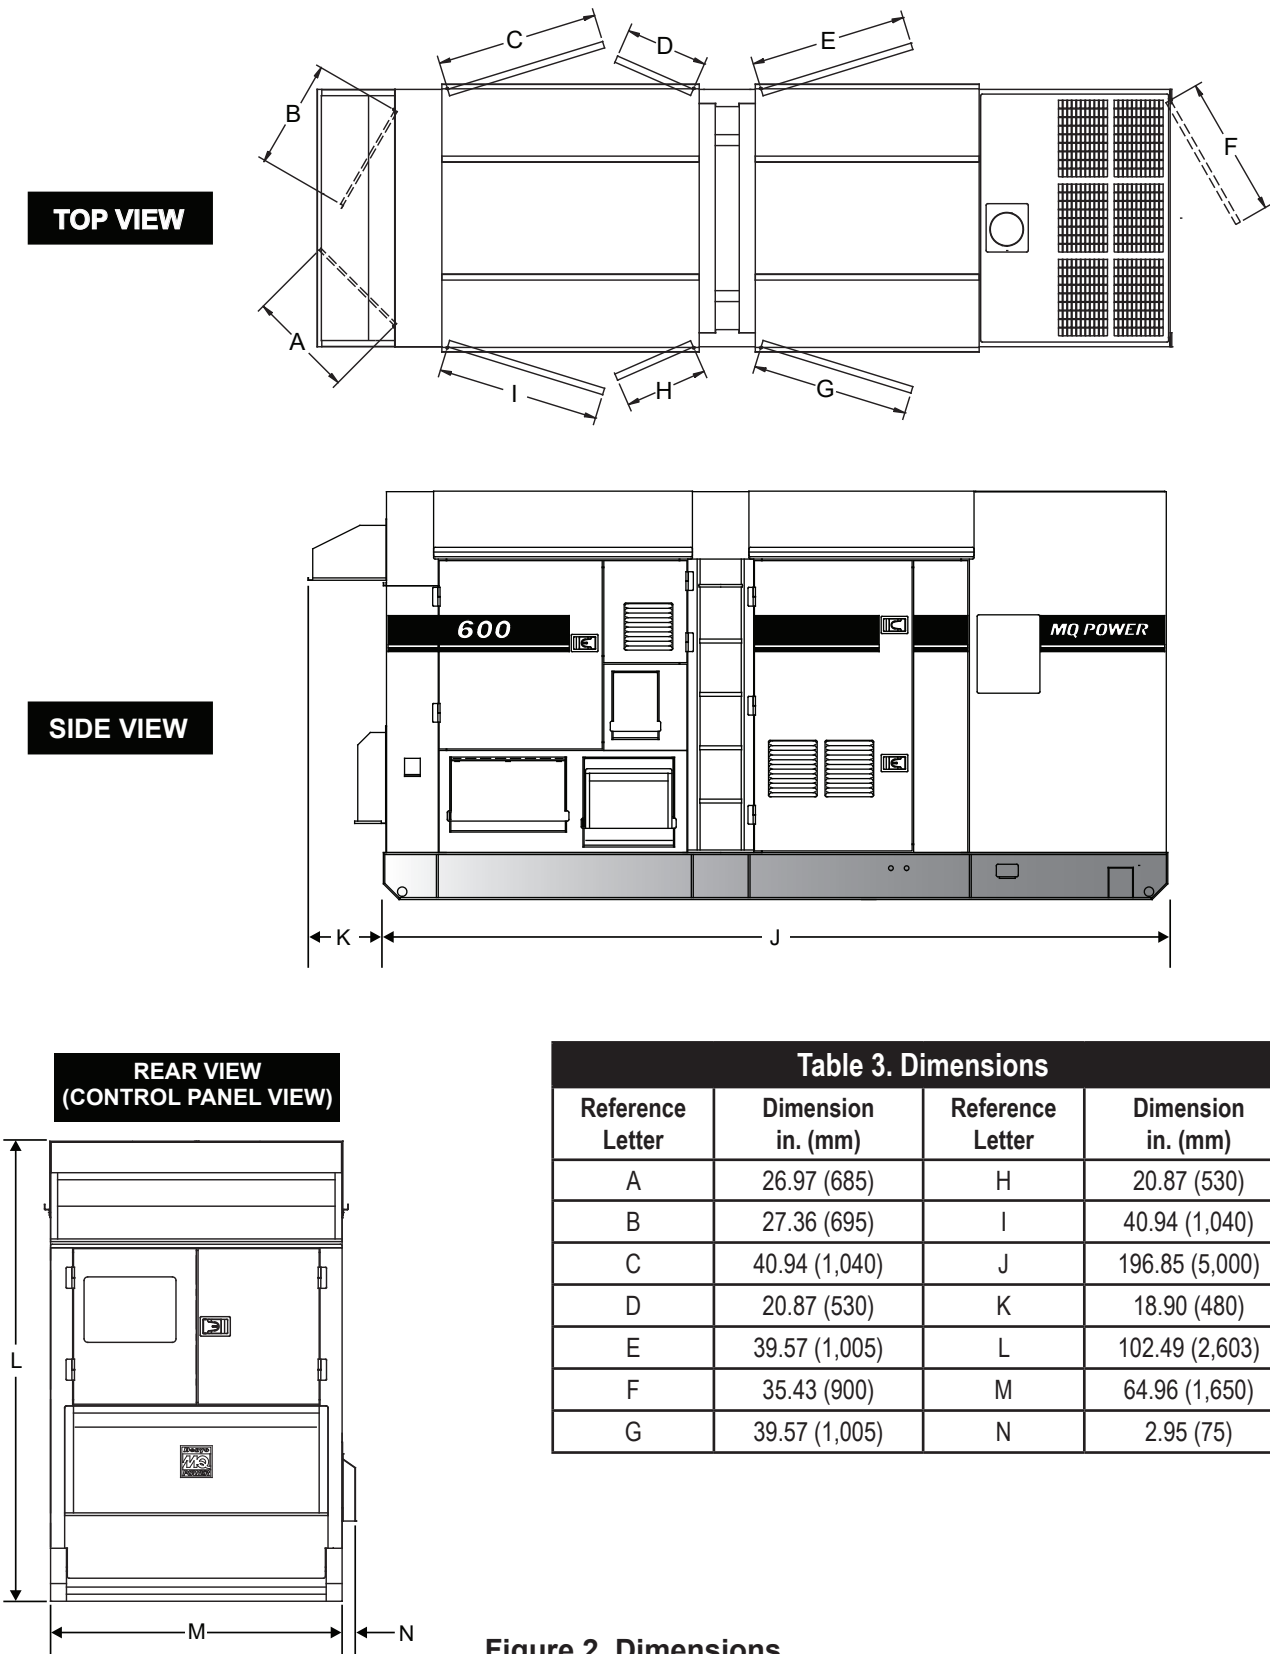 C
D
E
B
F
TOP VIEW
A
I
H
G
600
MQ POWER
SIDE VIEW
K
J
REAR VIEW
(CONTROL PANEL VIEW)
L
Denyo
MQ
POWER
M
N
Table 3. Dimensions
Reference Letter | Dimension in. (mm) | Reference Letter | Dimension in. (mm)
A | 26.97 (685) | H | 20.87 (530)
B | 27.36 (695) | I | 40.94 (1,040)
C | 40.94 (1,040) | J | 196.85 (5,000)
D | 20.87 (530) | K | 18.90 (480)
E | 39.57 (1,005) | L | 102.49 (2,603)
F | 35.43 (900) | M | 64.96 (1,650)
G | 39.57 (1,005) | N | 2.95 (75)
Figure 2. Dimensions